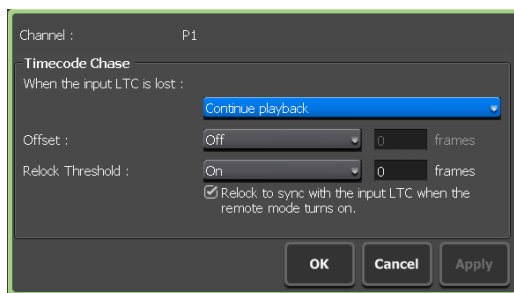 Channel : P1
Timecode Chase
When the input LTC is lost :
Continue playback
Offset : Off 0 frames
Relock Threshold : On 0 frames
Relock to sync with the input LTC when the
remote mode turns on.
OK Cancel Apply